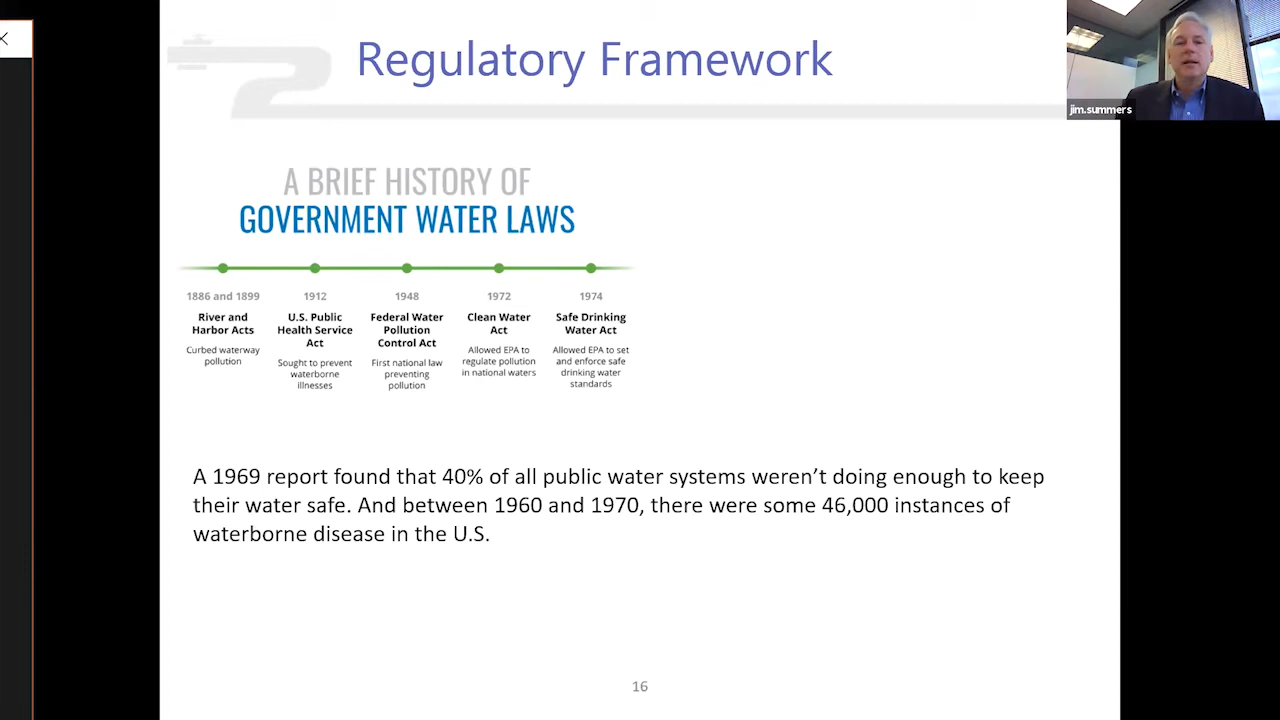 Regulatory Framework
jim.summers
A BRIEF HISTORY OF
GOVERNMENT WATER LAWS
1886 and 1899
River and
Harbor Acts
Curbed waterway
pollution
1912
U.S. Public
Health Service
Act
Sought to prevent
waterborne
illnesses
1948
Federal Water
Pollution
Control Act
First national law
preventing
pollution
1972
Clean Water
Act
Allowed EPA to
regulate pollution
in national waters
1974
Safe Drinking
Water Act
Allowed EPA to set
and enforce safe
drinking water
standards
A 1969 report found that 40% of all public water systems weren’t doing enough to keep
their water safe. And between 1960 and 1970, there were some 46,000 instances of
waterborne disease in the U.S.
16